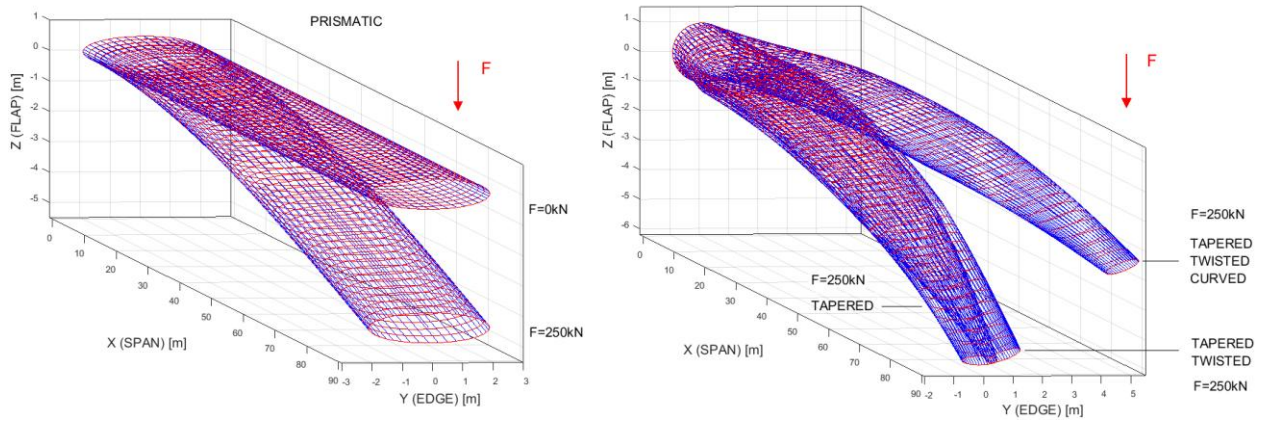 PRISMATIC
F
Z (FLAP) [m]
1
0
-1
-2
-3
-4
-5
F=0kN
F=250kN
0
10
20
30
40
50
60
70
80
90
X (SPAN) [m]
-3
-2
-1
0
1
2
3
Y (EDGE) [m]
F
Z (FLAP) [m]
1
0
-1
-2
-3
-4
-5
-6
F=250kN
TAPERED
TWISTED
CURVED
F=250kN
TAPERED
TAPERED
TWISTED
F=250kN
0
10
20
30
40
50
60
70
80
90
X (SPAN) [m]
-2
-1
0
1
2
3
4
5
Y (EDGE) [m]